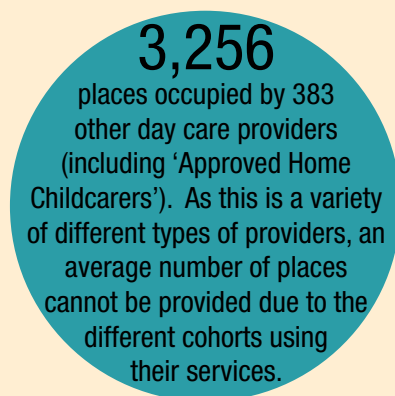 3,256
places occupied by 383
other day care providers
(including ‘Approved Home
Childcarers’).  As this is a variety
of different types of providers, an
average number of places
cannot be provided due to the
different cohorts using
their services.